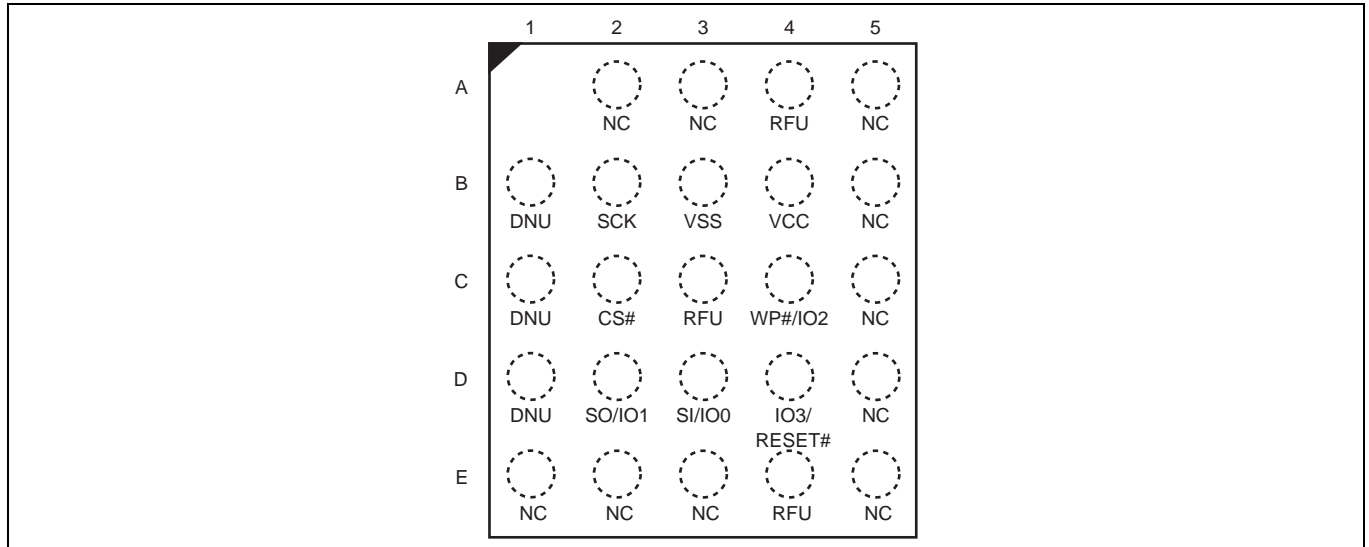 1 2 3 4 5
A
NC NC RFU NC
B
DNU SCK VSS VCC NC
C
DNU CS# RFU WP#/IO2 NC
D
DNU SO/IO1 SI/IO0 IO3/ NC
RESET#
E
NC NC NC RFU NC